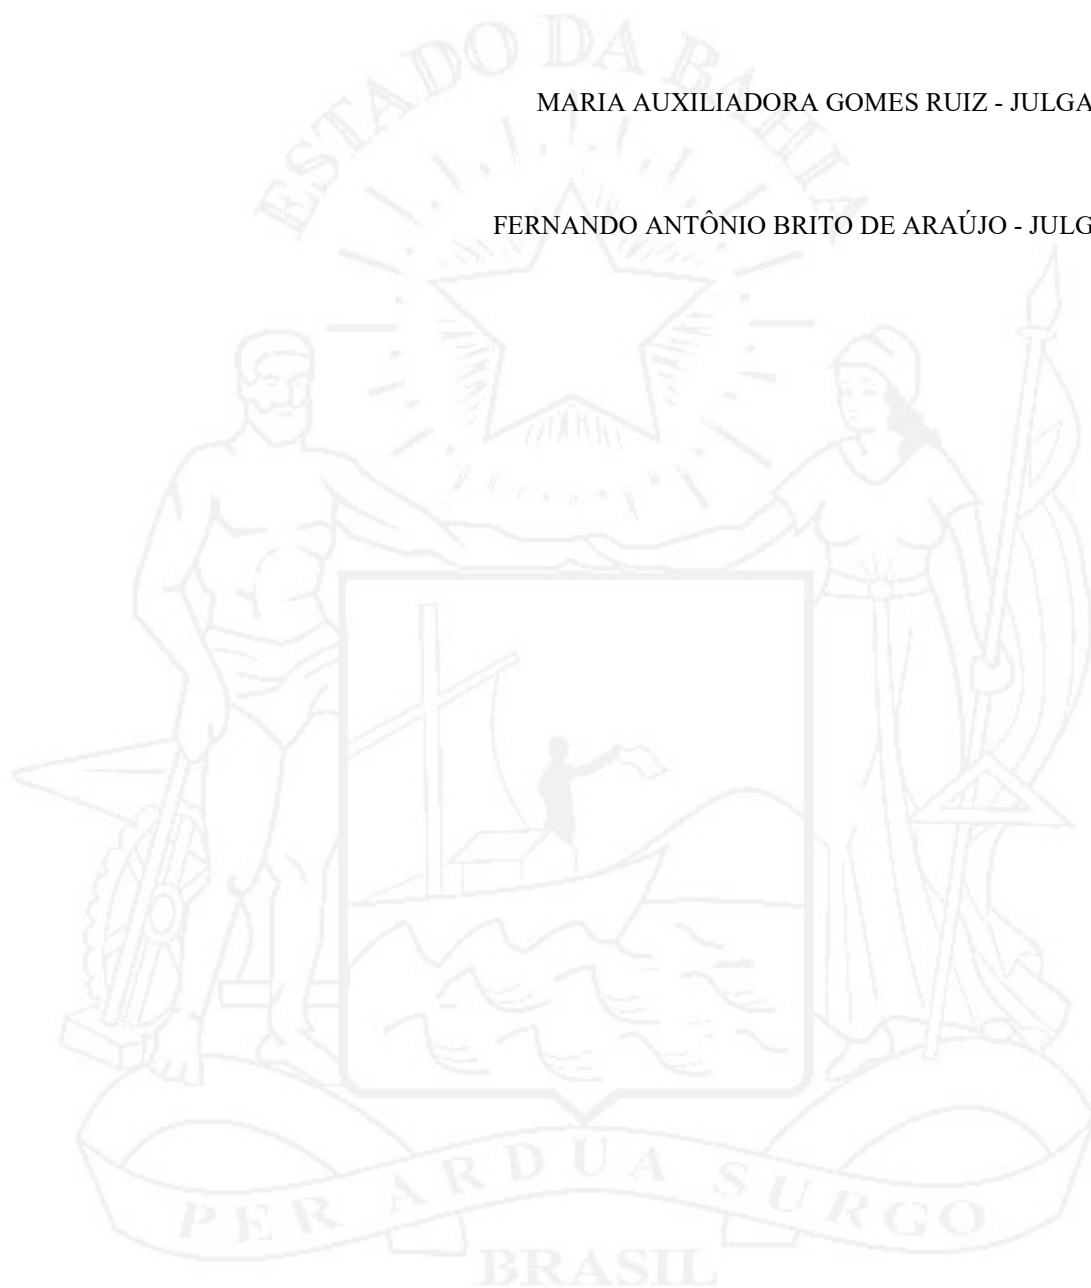 ESTADO DA BAHIA
MARIA AUXILIADORA GOMES RUIZ - JULGA
FERNANDO ANTÔNIO BRITO DE ARAÚJO - JULG
PER ARDUA SURGO
BRASIL